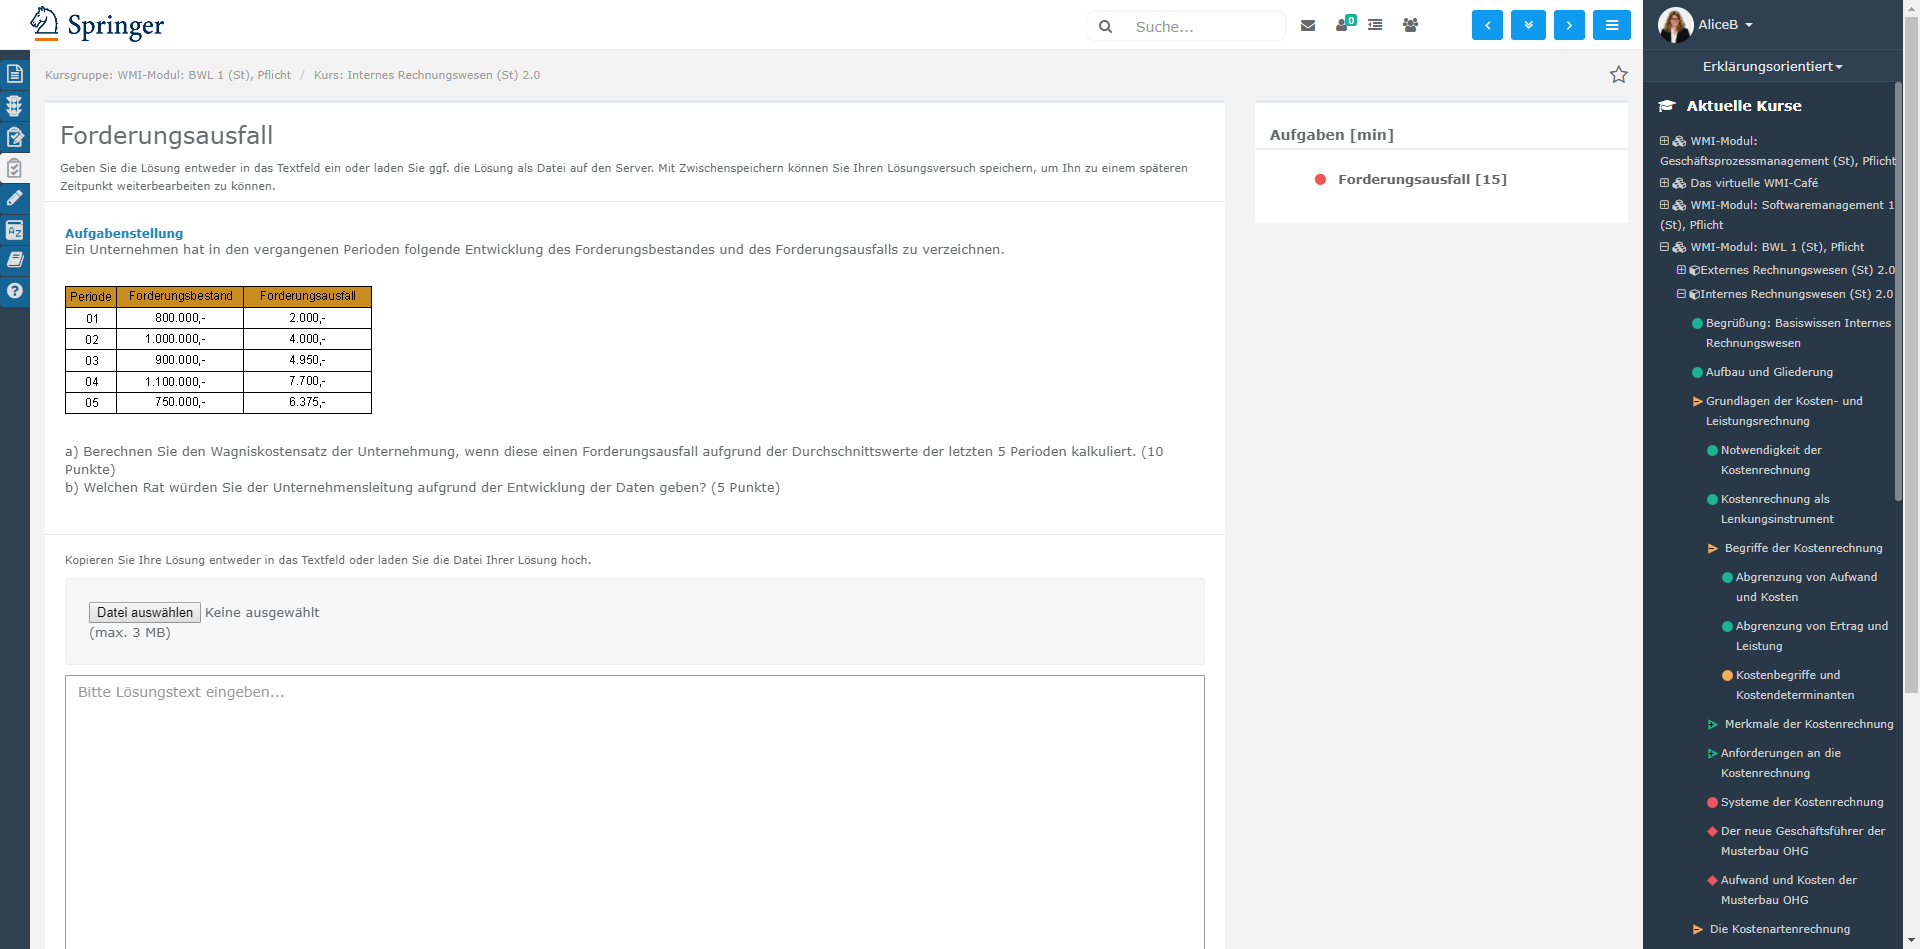 Springer
Suche...
0
AliceB
Erklärungsorientiert
Kursgruppe: WMI-Modul: BWL 1 (St), Pflicht / Kurs: Internes Rechnungswesen (St) 2.0
Forderungsausfall
Geben Sie die Lösung entweder in das Textfeld ein oder laden Sie ggf. die Lösung als Datei auf den Server. Mit Zwischenspeichern können Sie Ihren Lösungsversuch speichern, um Ihn zu einem späteren
Zeitpunkt weiterbearbeiten zu können.
Aufgabenstellung
Ein Unternehmen hat in den vergangenen Perioden folgende Entwicklung des Forderungsbestandes und des Forderungsausfalls zu verzeichnen.
Periode Forderungsbestand Forderungsausfall
01 800.000,- 2.000,-
02 1.000.000,- 4.000,-
03 900.000,- 4.950,-
04 1.100.000,- 7.700,-
05 750.000,- 6.375,-
a) Berechnen Sie den Wagniskostensatz der Unternehmung, wenn diese einen Forderungsausfall aufgrund der Durchschnittswerte der letzten 5 Perioden kalkuliert. (10
Punkte)
b) Welchen Rat würden Sie der Unternehmensleitung aufgrund der Entwicklung der Daten geben? (5 Punkte)
Kopieren Sie Ihre Lösung entweder in das Textfeld oder laden Sie die Datei Ihrer Lösung hoch.
Datei auswählen Keine ausgewählt
(max. 3 MB)
Bitte Lösungstext eingeben...
Aufgaben [min]
Forderungsausfall [15]
Aktuelle Kurse
WMI-Modul:
Geschäftsprozessmanagement (St), Pflicht
Das virtuelle WMI-Café
WMI-Modul: Softwaremanagement 1
(St), Pflicht
WMI-Modul: BWL 1 (St), Pflicht
Externes Rechnungswesen (St) 2.0
Internes Rechnungswesen (St) 2.0
Begrüßung: Basiswissen Internes
Rechnungswesen
Aufbau und Gliederung
Grundlagen der Kosten- und
Leistungsrechnung
Notwendigkeit der
Kostenrechnung
Kostenrechnung als
Lenkungsinstrument
Begriffe der Kostenrechnung
Abgrenzung von Aufwand
und Kosten
Abgrenzung von Ertrag und
Leistung
Kostenbegriffe und
Kostendeterminanten
Merkmale der Kostenrechnung
Anforderungen an die
Kostenrechnung
Systeme der Kostenrechnung
Der neue Geschäftsführer der
Musterbau OHG
Aufwand und Kosten der
Musterbau OHG
Die Kostenartenrechnung